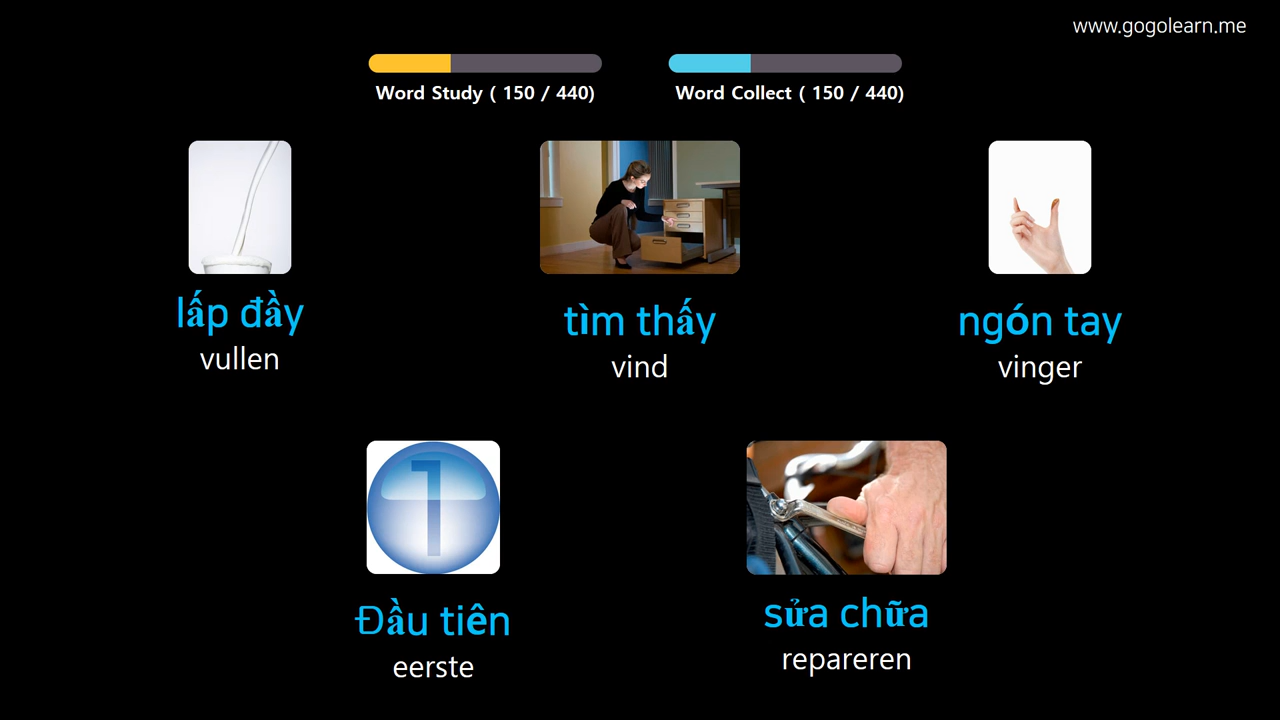 www.gogolearn.me
Word Study ( 150 / 440)
Word Collect ( 150 / 440)
lấp đầy
vullen
tìm thấy
vind
ngón tay
vinger
1
Đầu tiên
eerste
sửa chữa
repareren